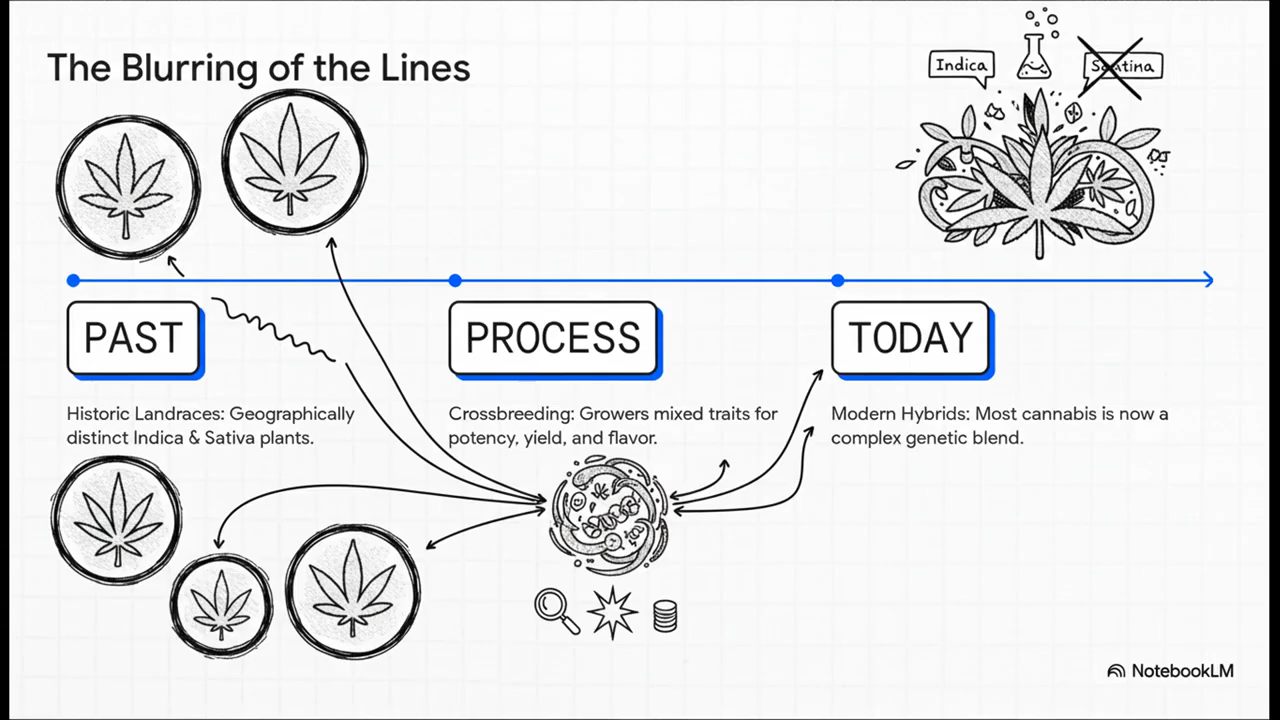 The Blurring of the Lines
Indica
PAST
PROCESS
TODAY
Historic Landraces: Geographically
distinct Indica & Sativa plants.
Crossbreeding: Growers mixed traits for
potency, yield, and flavor.
Modern Hybrids: Most cannabis is now a
complex genetic blend.
NotebookLM